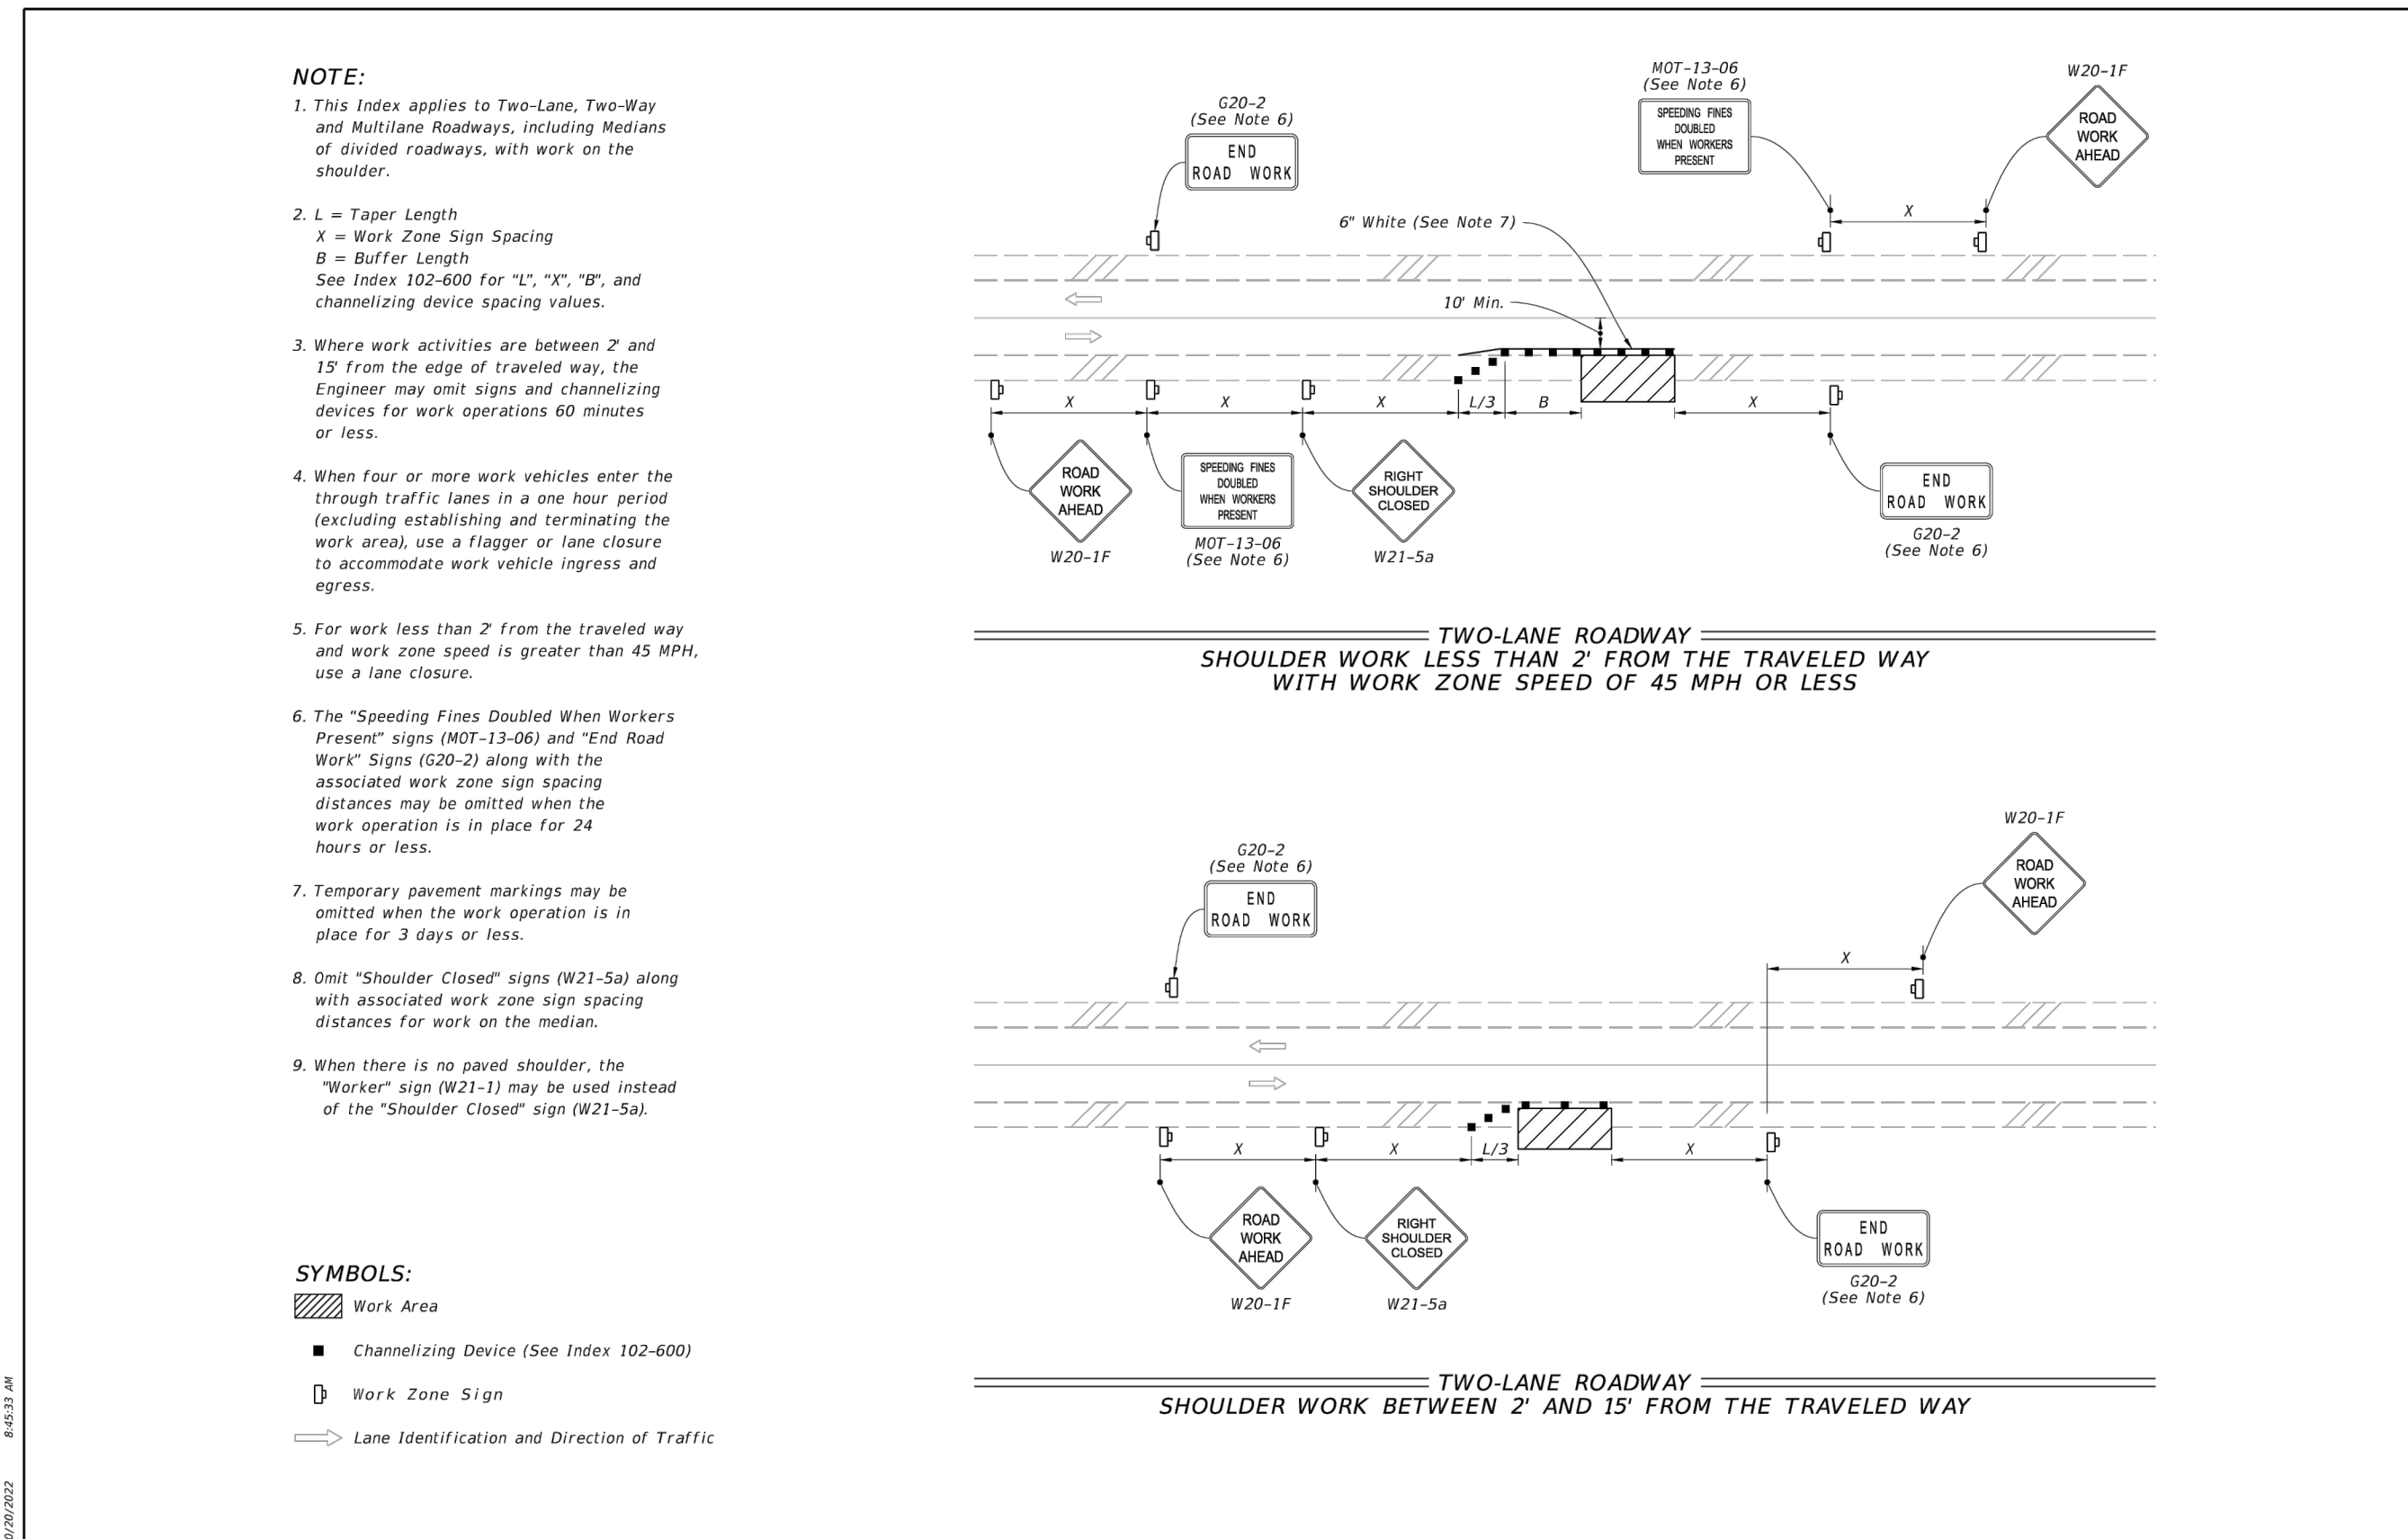 NOTE:
1. This Index applies to Two-Lane, Two-Way
and Multilane Roadways, including Medians
of divided roadways, with work on the
shoulder.
2. L = Taper Length
X = Work Zone Sign Spacing
B = Buffer Length
See Index 102-600 for "L", "X", "B", and
channelizing device spacing values.
3. Where work activities are between 2' and
15' from the edge of traveled way, the
Engineer may omit signs and channelizing
devices for work operations 60 minutes
or less.
4. When four or more work vehicles enter the
through traffic lanes in a one hour period
(excluding establishing and terminating the
work area), use a flagger or lane closure
to accommodate work vehicle ingress and
egress.
5. For work less than 2' from the traveled way
and work zone speed is greater than 45 MPH,
use a lane closure.
6. The "Speeding Fines Doubled When Workers
Present" signs (MOT-13-06) and "End Road
Work" Signs (G20-2) along with the
associated work zone sign spacing
distances may be omitted when the
work operation is in place for 24
hours or less.
7. Temporary pavement markings may be
omitted when the work operation is in
place for 3 days or less.
8. Omit "Shoulder Closed" signs (W21-5a) along
with associated work zone sign spacing
distances for work on the median.
9. When there is no paved shoulder, the
"Worker" sign (W21-1) may be used instead
of the "Shoulder Closed" sign (W21-5a).
SYMBOLS:
Work Area
Channelizing Device (See Index 102-600)
Work Zone Sign
Lane Identification and Direction of Traffic
G20-2
(See Note 6)
END
ROAD WORK
MOT-13-06
(See Note 6)
SPEEDING FINES
DOUBLED
WHEN WORKERS
PRESENT
W20-1F
ROAD
WORK
AHEAD
X
6" White (See Note 7)
10' Min.
X
X
X
L/3
B
X
ROAD
WORK
AHEAD
W20-1F
SPEEDING FINES
DOUBLED
WHEN WORKERS
PRESENT
MOT-13-06
(See Note 6)
RIGHT
SHOULDER
CLOSED
W21-5a
END
ROAD WORK
G20-2
(See Note 6)
TWO-LANE ROADWAY
SHOULDER WORK LESS THAN 2' FROM THE TRAVELED WAY
WITH WORK ZONE SPEED OF 45 MPH OR LESS
G20-2
(See Note 6)
END
ROAD WORK
W20-1F
ROAD
WORK
AHEAD
X
X
X
L/3
X
ROAD
WORK
AHEAD
W20-1F
RIGHT
SHOULDER
CLOSED
W21-5a
END
ROAD WORK
G20-2
(See Note 6)
TWO-LANE ROADWAY
SHOULDER WORK BETWEEN 2' AND 15' FROM THE TRAVELED WAY
0/20/2022 8:45:33 AM